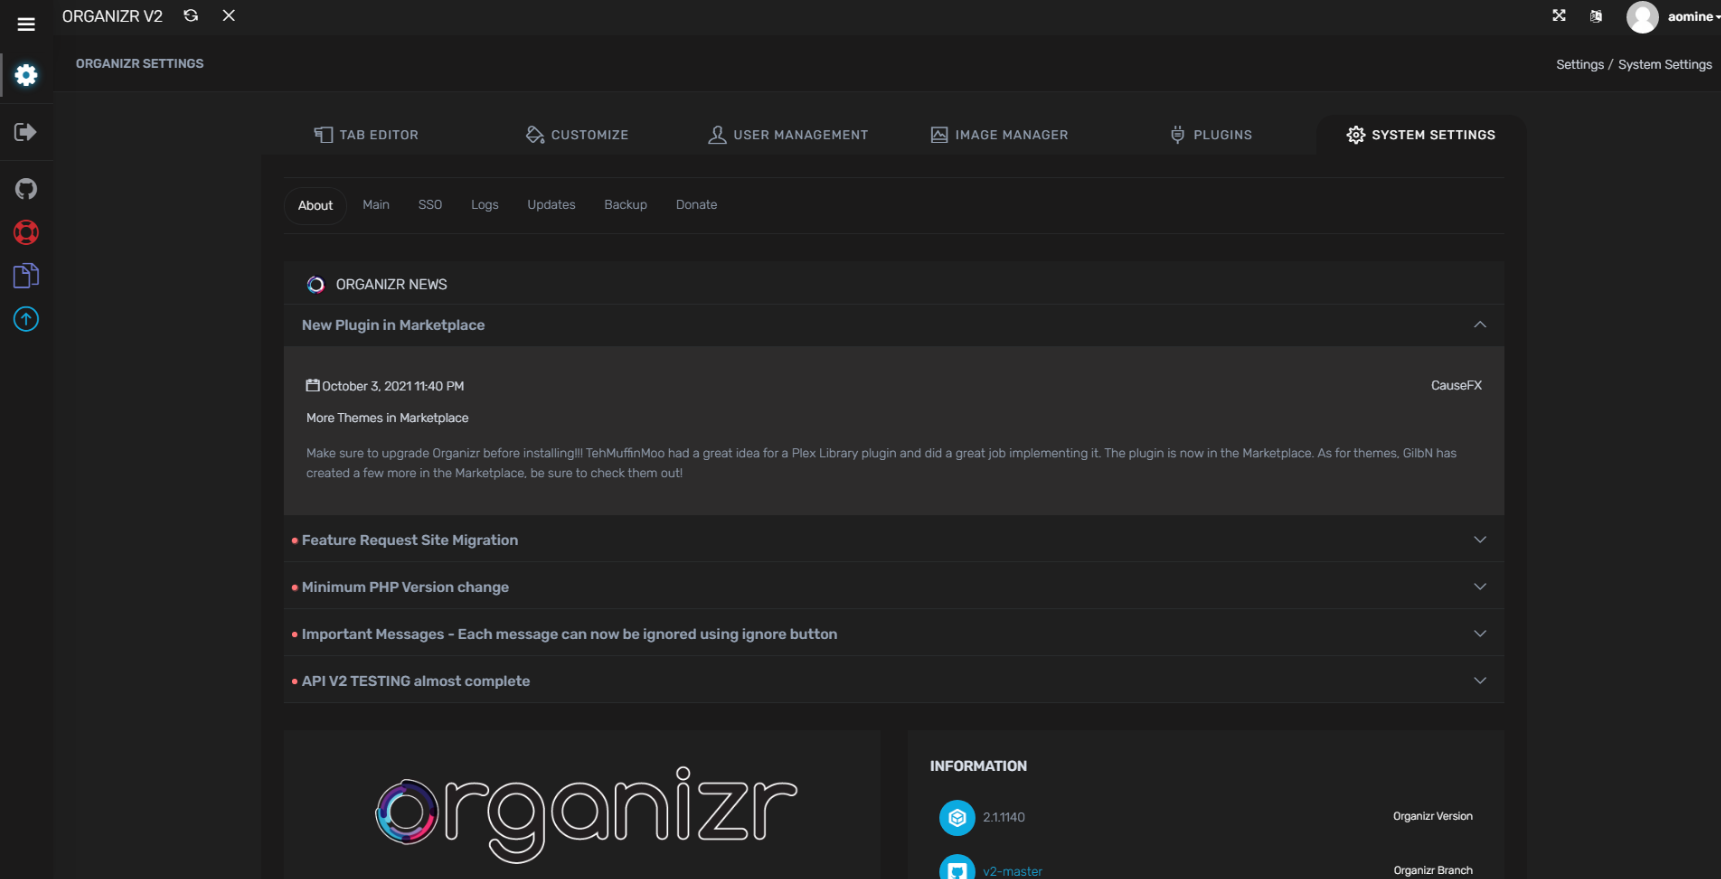 ORGANIZR V2
aomine
ORGANIZR SETTINGS
Settings / System Settings
TAB EDITOR
CUSTOMIZE
USER MANAGEMENT
IMAGE MANAGER
PLUGINS
SYSTEM SETTINGS
About
Main
SSO
Logs
Updates
Backup
Donate
ORGANIZR NEWS
New Plugin in Marketplace
October 3, 2021 11:40 PM
CauseFX
More Themes in Marketplace
Make sure to upgrade Organizr before installing!!! TehMuffinMoo had a great idea for a Plex Library plugin and did a great job implementing it. The plugin is now in the Marketplace. As for themes, GilbN has
created a few more in the Marketplace, be sure to check them out!
Feature Request Site Migration
Minimum PHP Version change
Important Messages - Each message can now be ignored using ignore button
API V2 TESTING almost complete
organizr
INFORMATION
2.1.1140
Organizr Version
v2-master
Organizr Branch